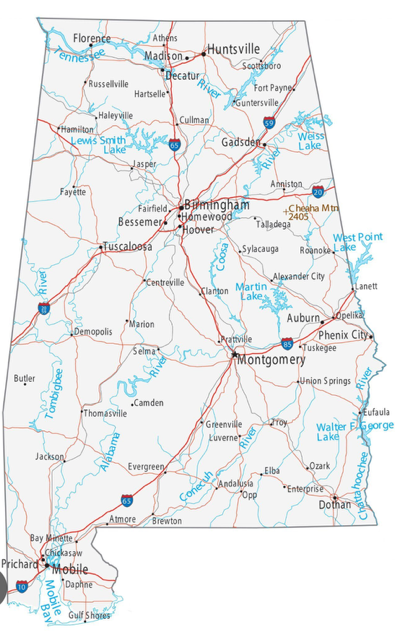 Florence
Athens
Huntsville
Madison
Tennessee
Scottsboro
Decatur
River
Russellville
Hartselle
Fort Payne
Guntersville
Haleyville
Cullman
59
Hamilton
Lewis Smith
Lake
65
Gadsden
Weiss
Lake
River
Jasper
Anniston
20
Fayette
Birmingham
Fairfield
Cheaha Mtn
2405
Homewood
Bessemer
Hoover
Talladega
West Point
Lake
Tuscaloosa
Coosa
Sylacauga
Roanoke
River
Centreville
Alexander City
Martin
Lake
Clanton
Lanett
Marion
Auburn
Opelika
Demopolis
Prattville
85
Phenix City
Selma
Tuskegee
Montgomery
River
Butler
Union Springs
River
Tombigbee
Camden
Thomasville
Eufaula
Greenville
Troy
Walter F. George
Lake
Luverne
River
Alabama
Jackson
Evergreen
Elba
Ozark
Conecuh
Andalusia
Enterprise
Opp
Chattahoochee
65
Dothan
Atmore
Brewton
Bay Minette
Chickasaw
Prichard
Mobile
10
Daphne
Mobile
Bay
Gulf Shores